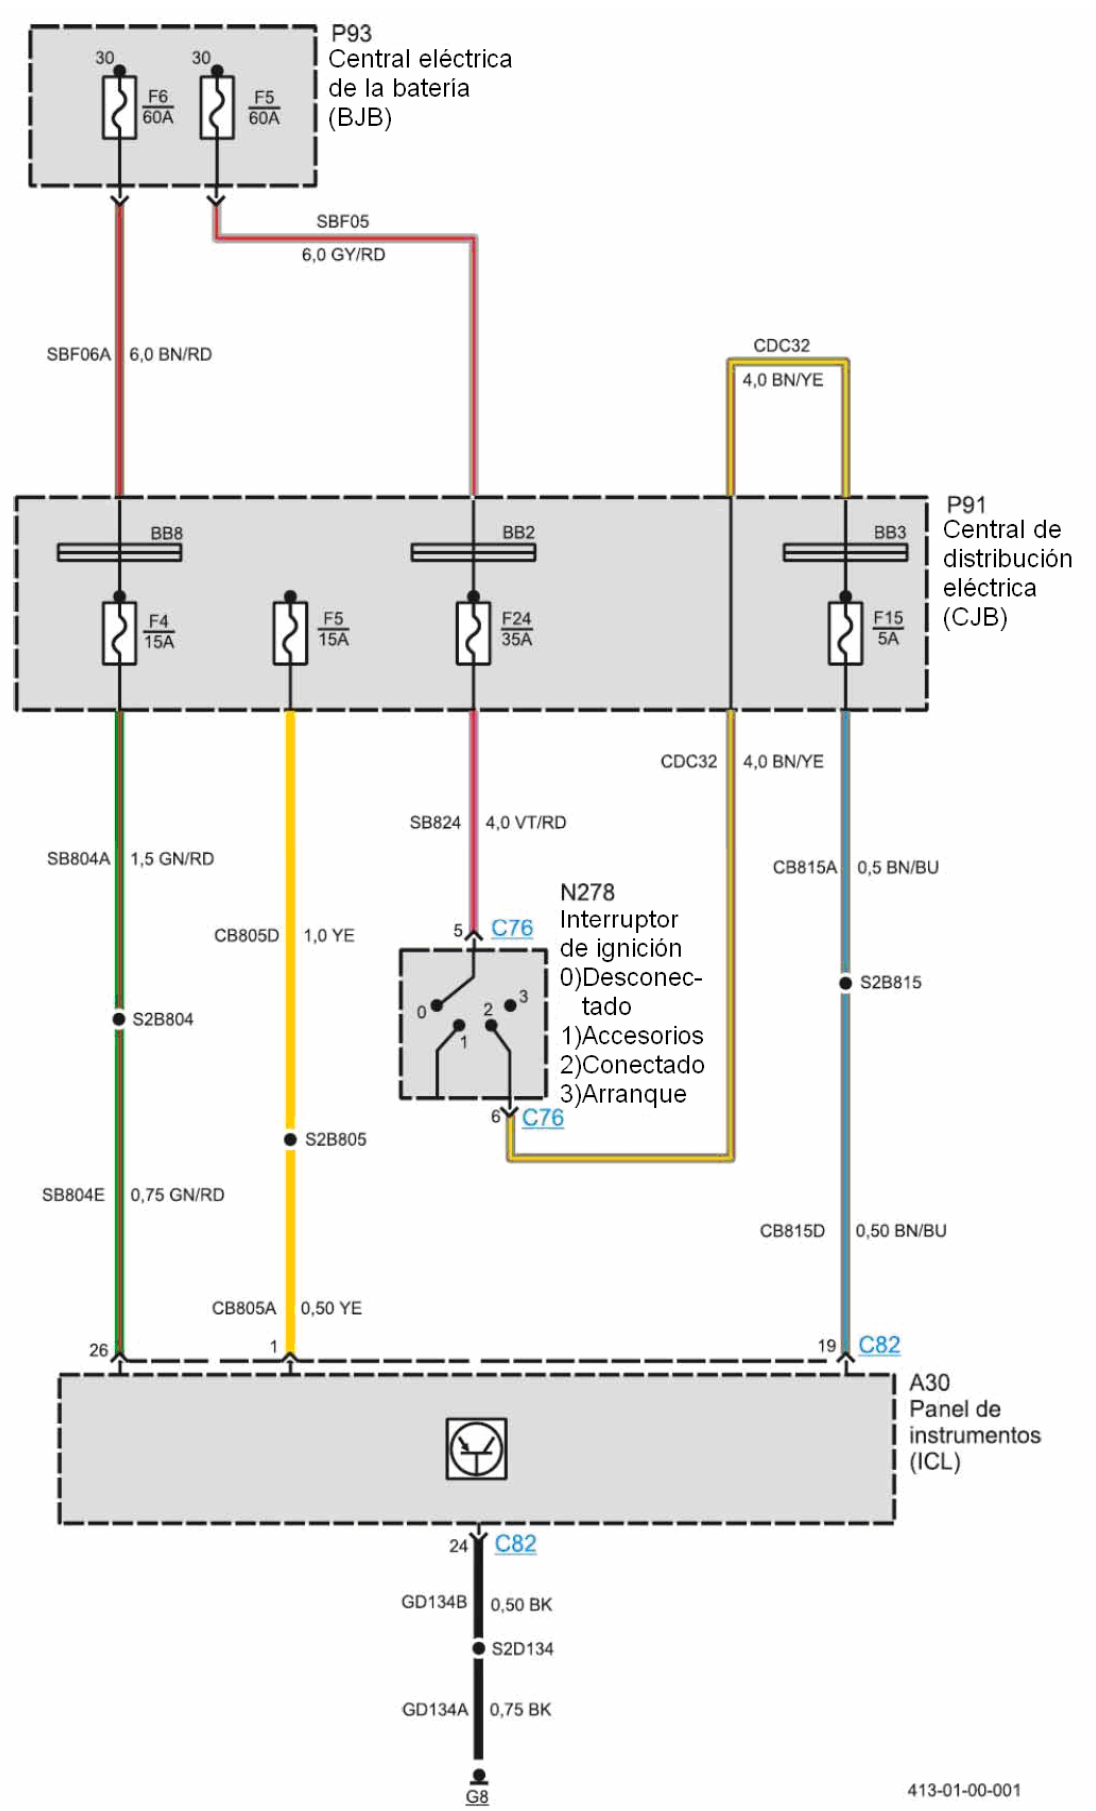 P93
Central eléctrica
de la batería
(BJB)
30
30
F6
60A
F5
60A
SBF05
6,0 GY/RD
SBF06A
6,0 BN/RD
CDC32
4,0 BN/YE
P91
Central de
distribución
eléctrica
(CJB)
BB8
BB2
BB3
F4
15A
F5
15A
F24
35A
F15
5A
CDC32
4,0 BN/YE
SB824
4,0 VT/RD
SB804A
1,5 GN/RD
CB815A
0,5 BN/BU
N278
Interruptor
de ignición
0)Desconec-
tado
1)Accesorios
2)Conectado
3)Arranque
5
C76
CB805D
1,0 YE
S2B815
0
1
2
3
S2B804
6
C76
S2B805
SB804E
0,75 GN/RD
CB815D
0,50 BN/BU
CB805A
0,50 YE
26
1
19
C82
A30
Panel de
instrumentos
(ICL)
24
C82
GD134B
0,50 BK
S2D134
GD134A
0,75 BK
G8
413-01-00-001